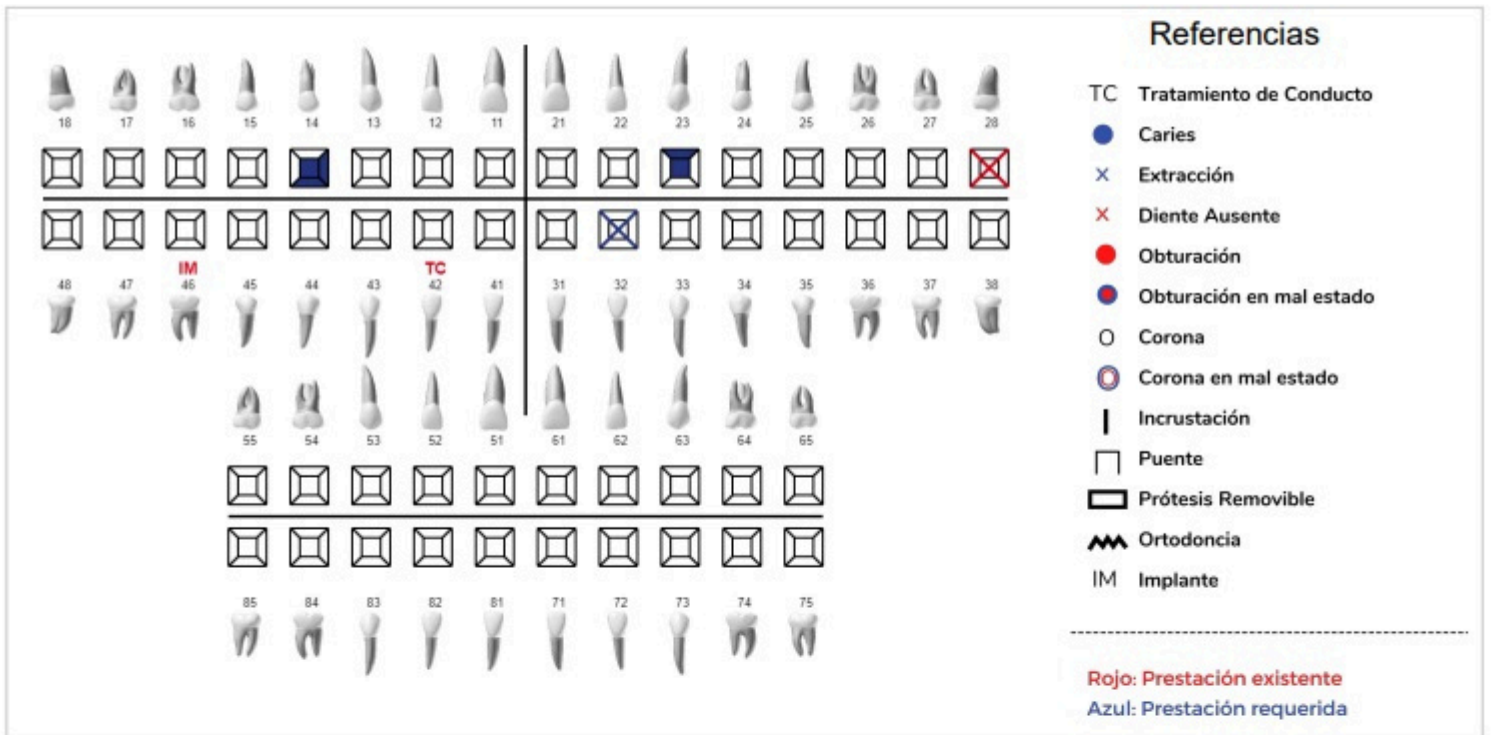 Referencias
18 17 16 15 14 13 12 11 21 22 23 24 25 26 27 28
IM TC
48 47 46 45 44 43 42 41 31 32 33 34 35 36 37 38
55 54 53 52 51 61 62 63 64 65
85 84 83 82 81 71 72 73 74 75
TC Tratamiento de Conducto
Caries
Extracción
Diente Ausente
Obturación
Obturación en mal estado
Corona
Corona en mal estado
Incrustación
Puente
Prótesis Removible
Ortodoncia
IM Implante
Rojo: Prestación existente
Azul: Prestación requerida